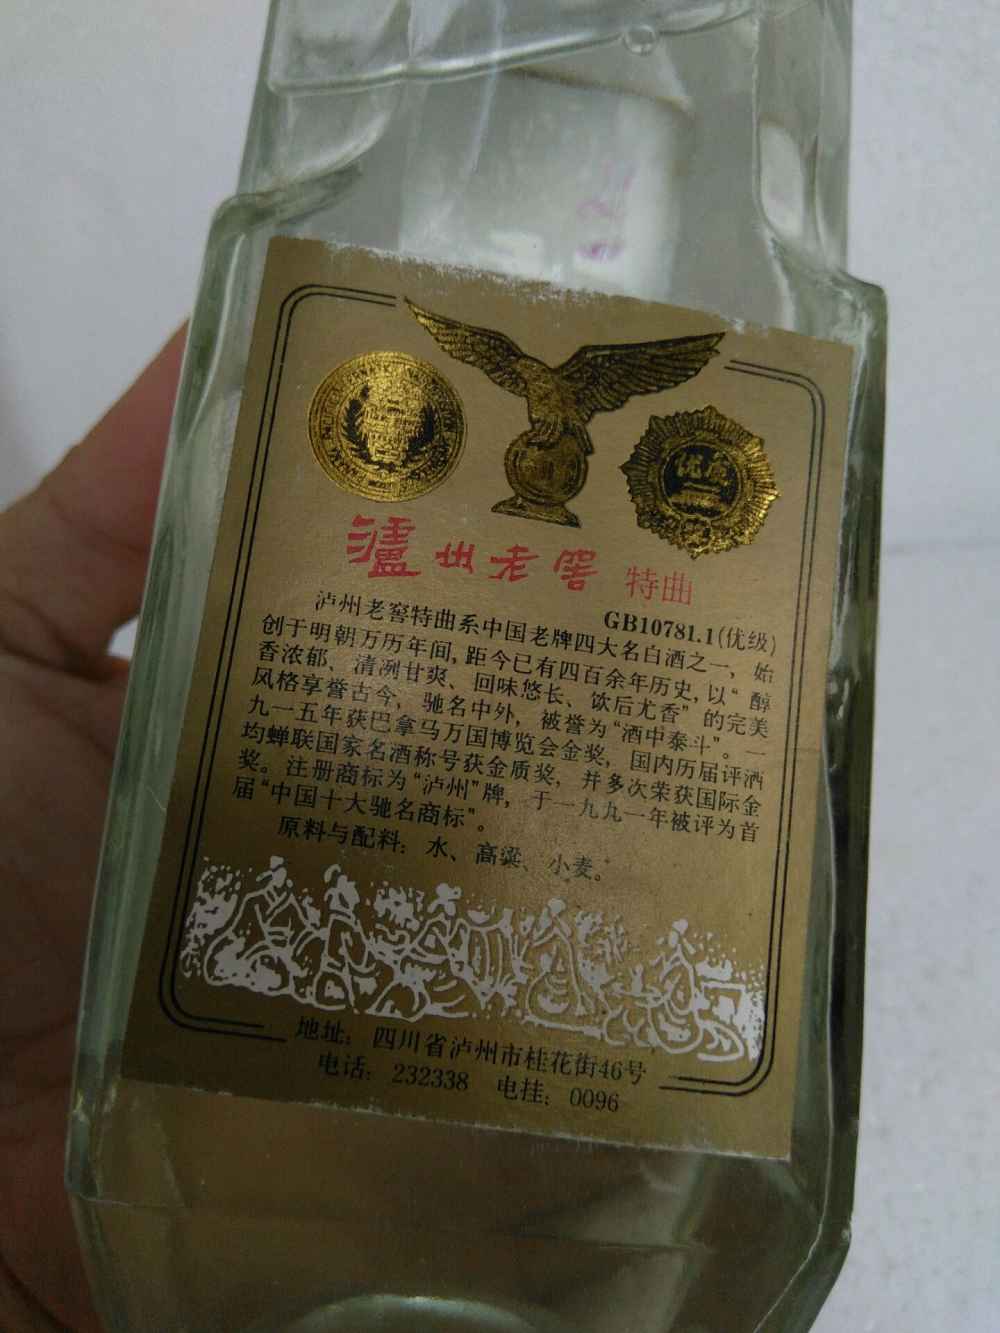 优质
泸州老窖 特曲
GB10781.1(优级)
泸州老窖特曲系中国老牌四大名白酒之一，始
创于明朝万历年间，距今已有四百余年历史，以“醇
香浓郁、清冽甘爽、回味悠长、饮后尤香”的完美
风格享誉古今，驰名中外，被誉为“酒中泰斗”。一
九一五年获巴拿马万国博览会金奖，国内历届评酒
均蝉联国家名酒称号获金质奖，并多次荣获国际金
奖。注册商标为“泸州”牌，于一九九一年被评为首
届“中国十大驰名商标”。
原料与配料：水、高粱、小麦。
地址：四川省泸州市桂花街46号
电话：232338 电挂：0096